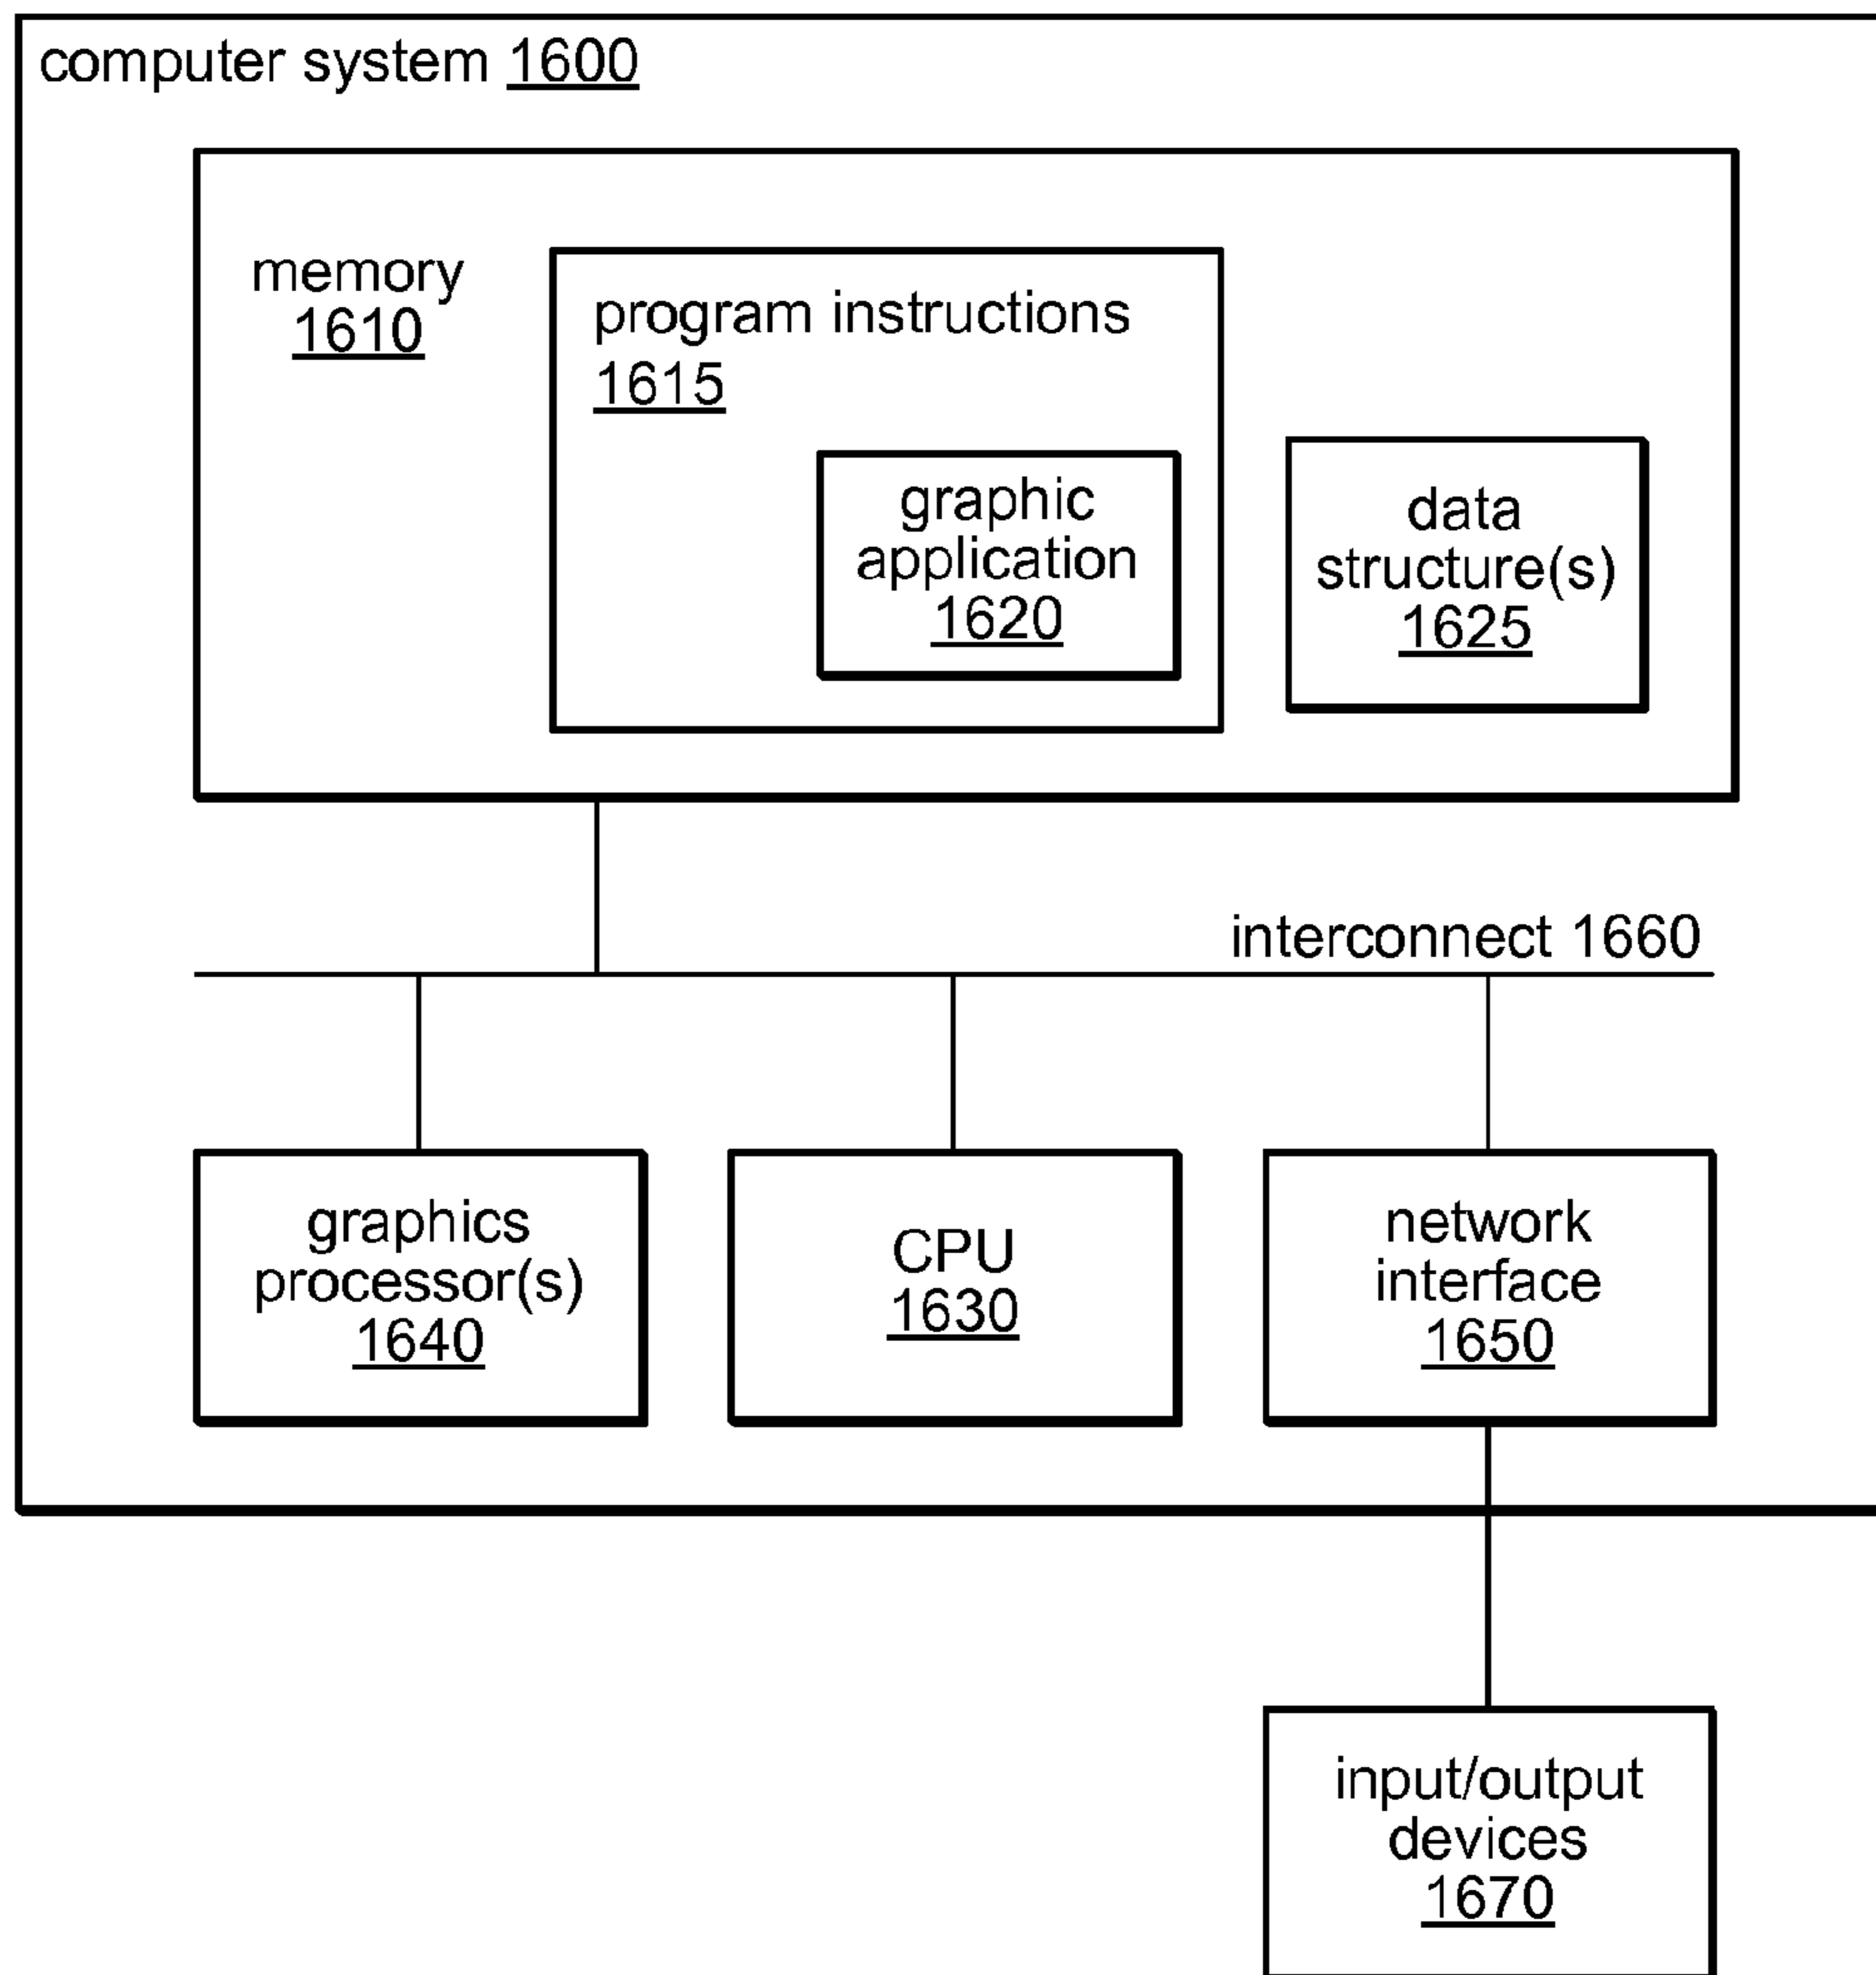 computer system 1600
memory
1610
program instructions
1615
graphic
application
1620
data
structure(s)
1625
interconnect 1660
graphics
processor(s)
1640
CPU
1630
network
interface
1650
input/output
devices
1670